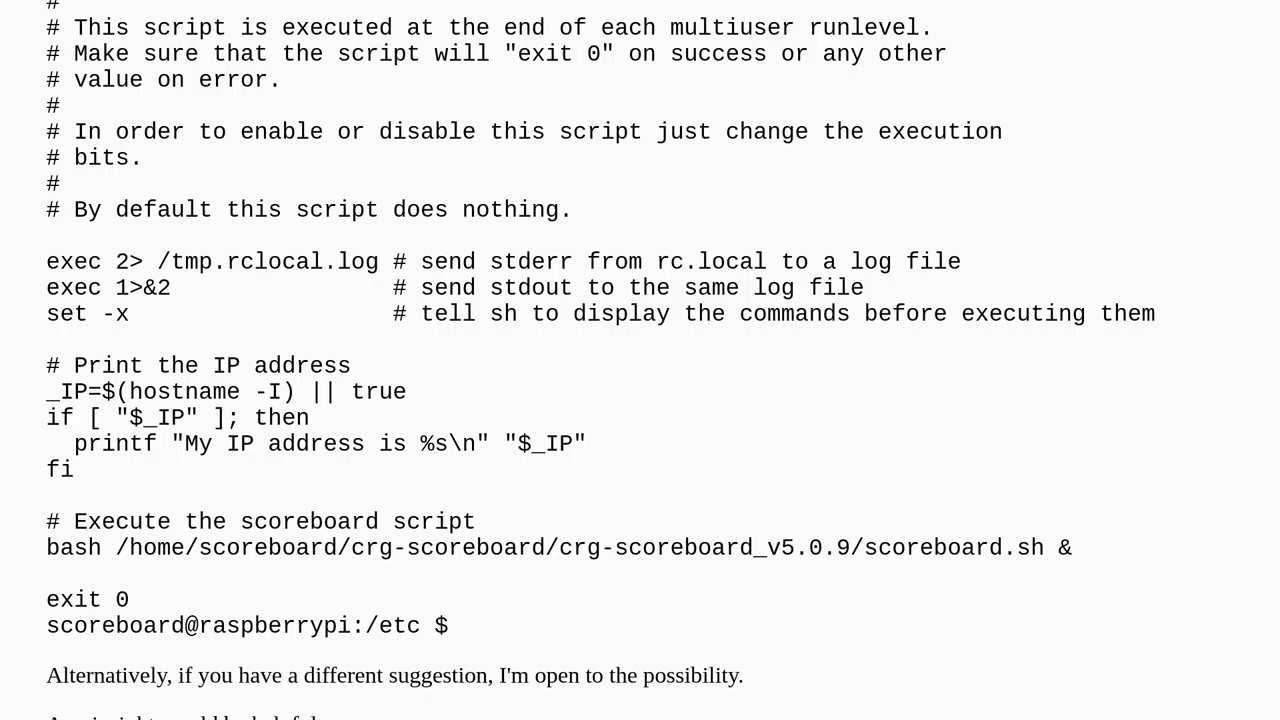 #
# This script is executed at the end of each multiuser runlevel.
# Make sure that the script will "exit 0" on success or any other
# value on error.
#
# In order to enable or disable this script just change the execution
# bits.
#
# By default this script does nothing.
exec 2> /tmp.rclocal.log # send stderr from rc.local to a log file
exec 1>&2                # send stdout to the same log file
set -x                   # tell sh to display the commands before executing them
# Print the IP address
_IP=$(hostname -I) || true
if [ "$_IP" ]; then
  printf "My IP address is %s\n" "$_IP"
fi
# Execute the scoreboard script
bash /home/scoreboard/crg-scoreboard/crg-scoreboard_v5.0.9/scoreboard.sh &
exit 0
scoreboard@raspberrypi:/etc $
Alternatively, if you have a different suggestion, I'm open to the possibility.